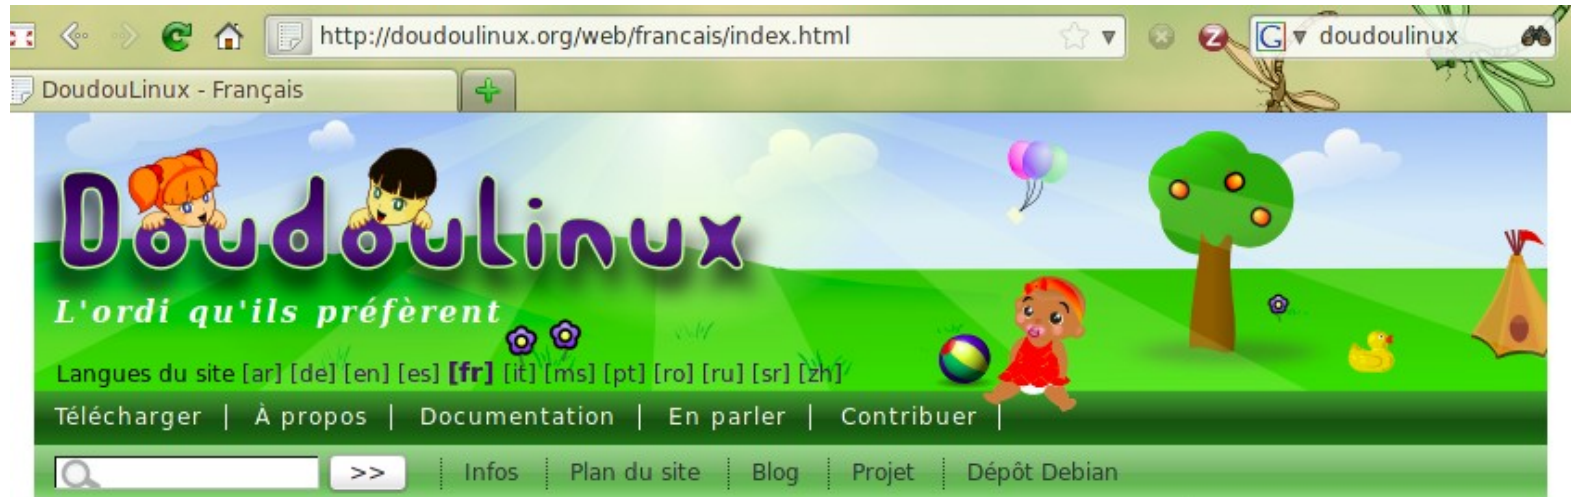 http://doudoulinux.org/web/francais/index.html
doudoulinux
DoudouLinux - Français
DoudouLinux
L'ordi qu'ils préfèrent
Langues du site [ar] [de] [en] [es] [fr] [it] [ms] [pt] [ro] [ru] [sr] [zh]
Télécharger | À propos | Documentation | En parler | Contribuer |
>> Infos Plan du site Blog Projet Dépôt Debian